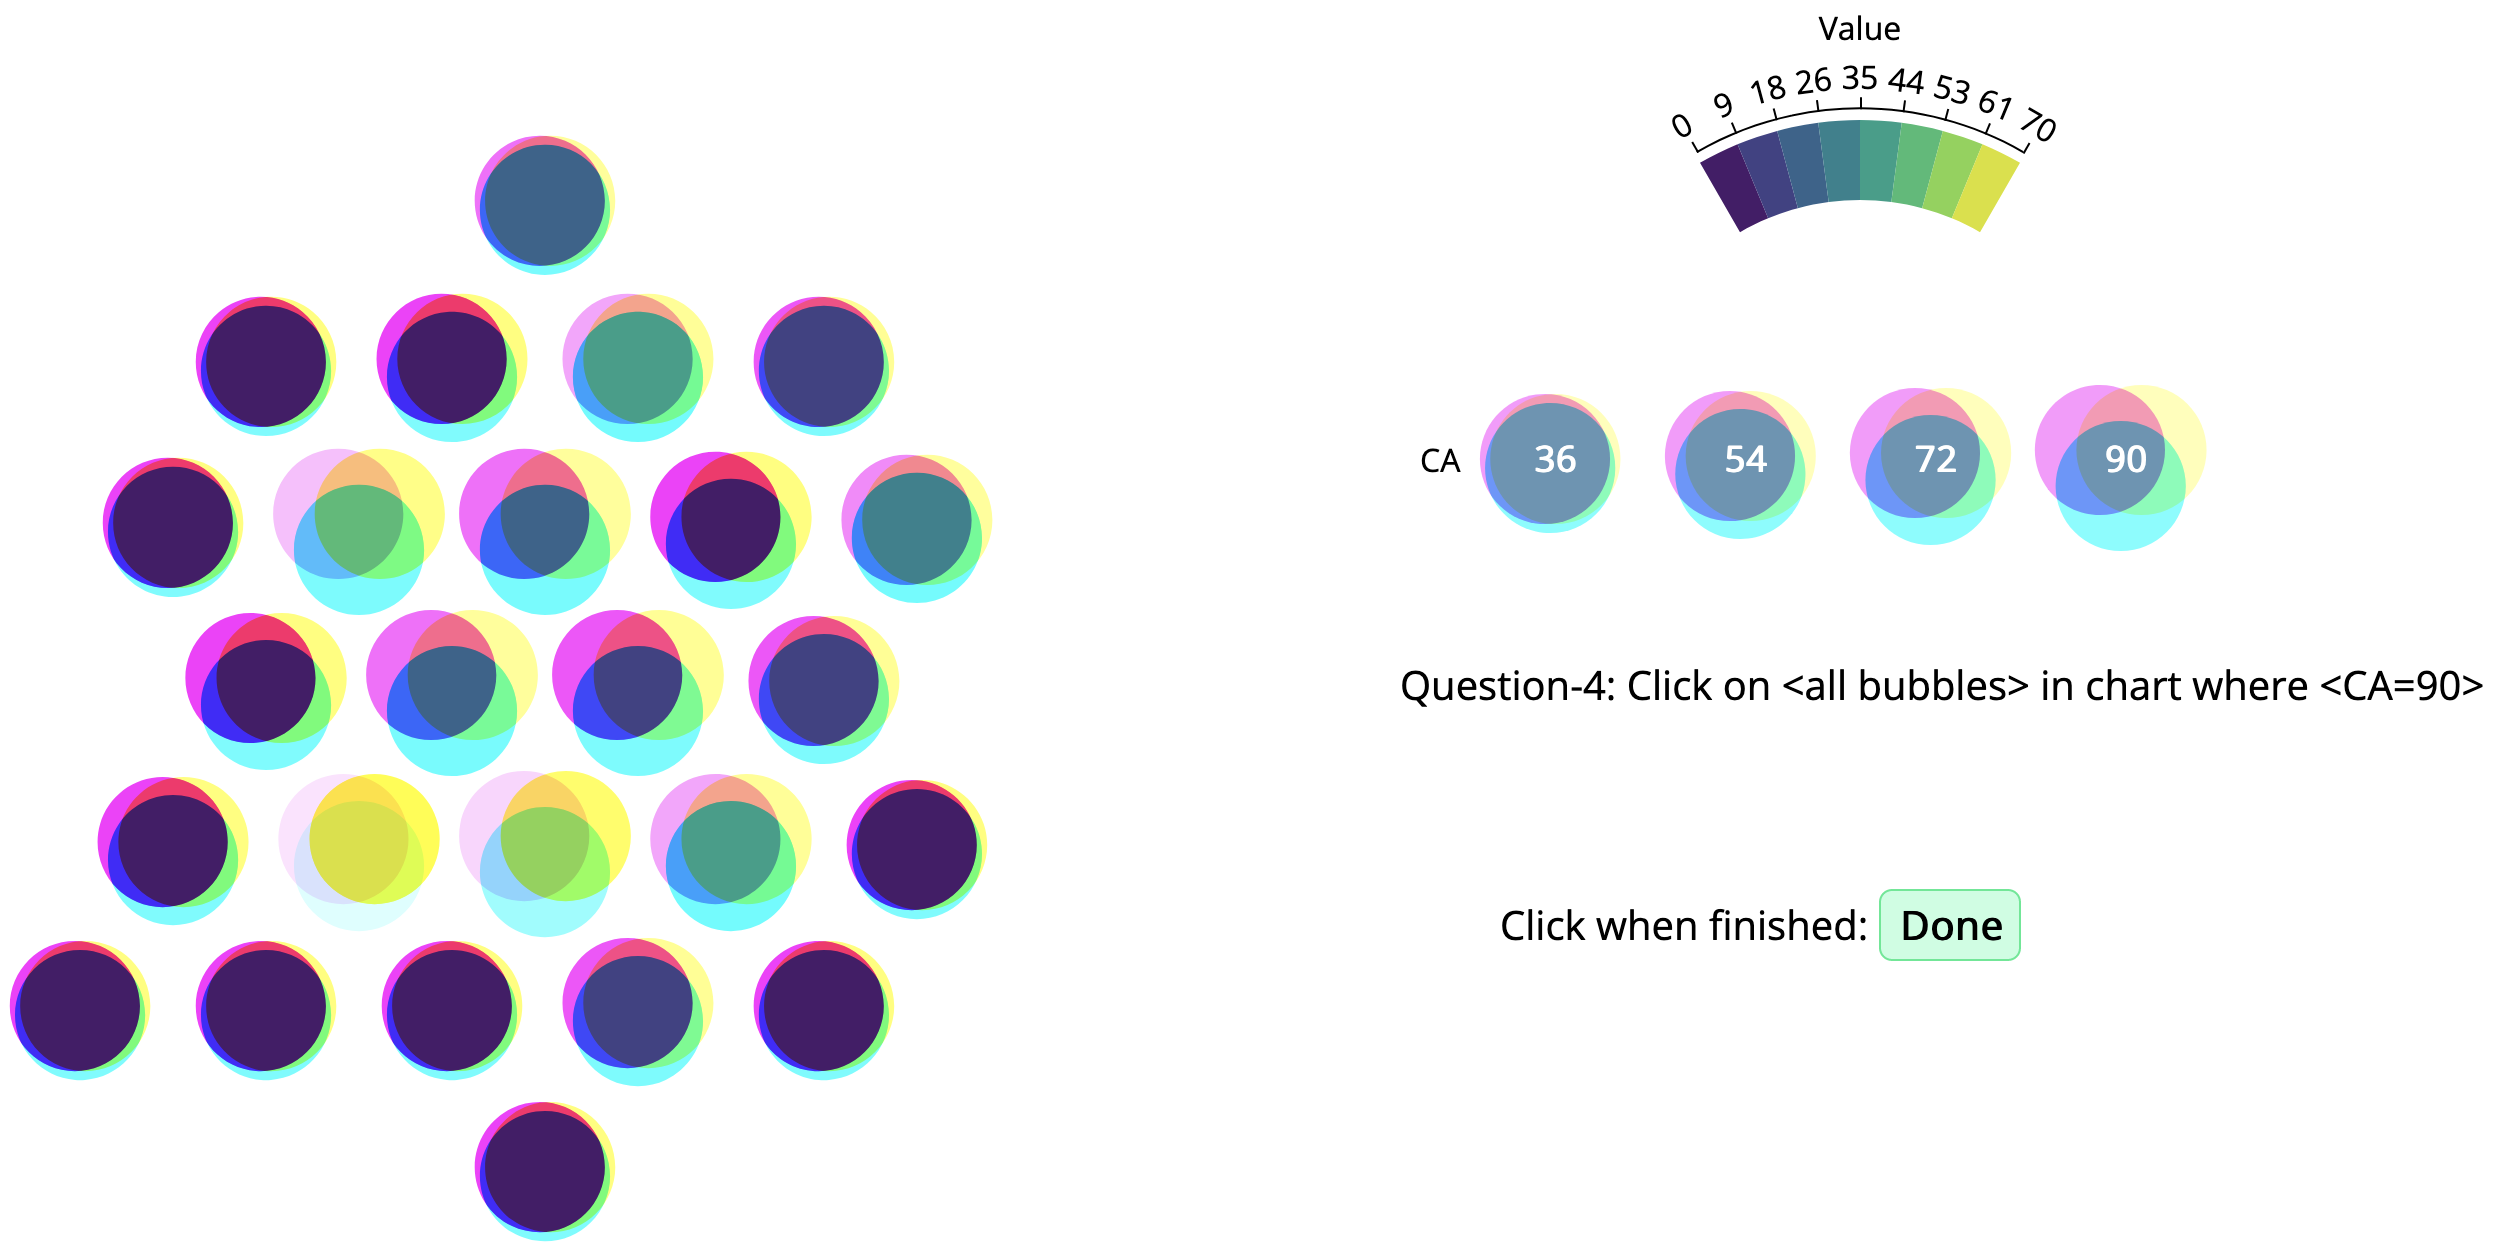 Value
0 9 18 26 35 44 53 61 70
CA 36 54 72 90
Question-4: Click on <all bubbles> in chart where <CA=90>
Click when finished: Done